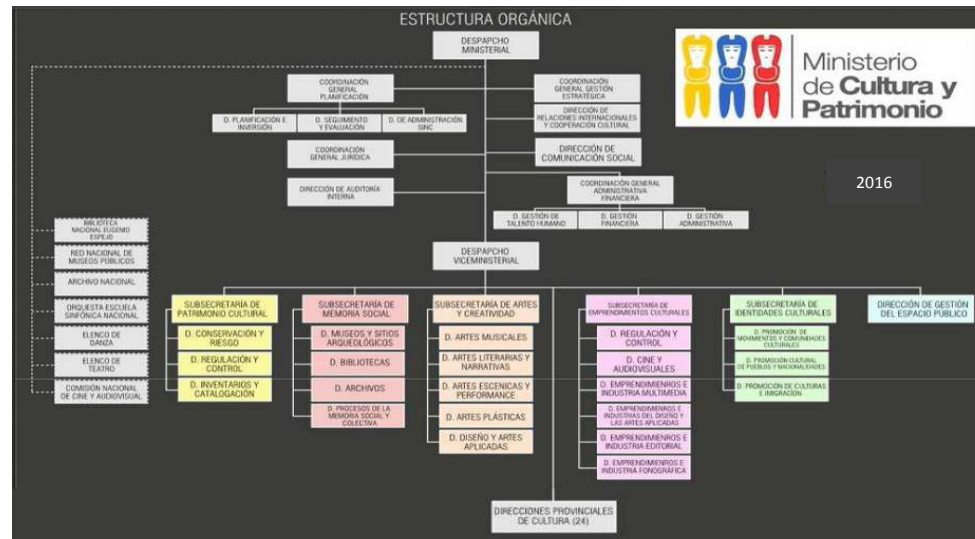 ESTRUCTURA ORGÁNICA
DESPAPCHO
MINISTERIAL
Ministerio
de Cultura y
Patrimonio
2016
COORDINACIÓN
GENERAL
PLANIFICACIÓN
COORDINACIÓN
GENERAL GESTIÓN
ESTRATÉGICA
D. PLANIFICACIÓN E
INVERSIÓN
D. SEGUIMIENTO
Y EVALUACIÓN
D. DE ADMINISTRACIÓN
SINC
DIRECCIÓN DE
RELACIONES INTERNACIONALES
Y COOPERACIÓN CULTURAL
COORDINACIÓN
GENERAL JURÍDICA
DIRECCIÓN DE
COMUNICACIÓN SOCIAL
DIRECCIÓN DE AUDITORÍA
INTERNA
COORDINACIÓN GENERAL
ADMINISTRATIVA
FINANCIERA
D. GESTIÓN DE
TALENTO HUMANO
D. GESTIÓN
FINANCIERA
D. GESTIÓN
ADMINISTRATIVA
DESPAPCHO
VICEMINISTERIAL
BIBLIOTECA
NACIONAL EUGENIO
ESPEJO
RED NACIONAL DE
MUSEOS PÚBLICOS
ARCHIVO NACIONAL
ORQUESTA ESCUELA
SINFÓNICA NACIONAL
ELENCO DE
DANZA
ELENCO DE
TEATRO
COMISIÓN NACIONAL
DE CINE Y AUDIOVISUAL
SUBSECRETARÍA DE
PATRIMONIO CULTURAL
D. CONSERVACIÓN Y
RIESGO
D. REGULACIÓN Y
CONTROL
D. INVENTARIOS Y
CATALOGACIÓN
SUBSECRETARÍA DE
MEMORIA SOCIAL
D. MUSEOS Y SITIOS
ARQUEOLÓGICOS
D. BIBLIOTECAS
D. ARCHIVOS
D. PROCESOS DE LA
MEMORIA SOCIAL Y
COLECTIVA
SUBSECRETARÍA DE ARTES
Y CREATIVIDAD
D. ARTES MUSICALES
D. ARTES LITERARIAS Y
NARRATIVAS
D. ARTES ESCENICAS Y
PERFORMANCE
D. ARTES PLÁSTICAS
D. DISEÑO Y ARTES
APLICADAS
SUBSECRETARÍA DE
EMPRENDIMIENTOS CULTURALES
D. REGULACIÓN Y
CONTROL
D. CINE Y
AUDIOVISUALES
D. EMPRENDIMIENROS E
INDUSTRIA MULTIMEDIA
D. EMPRENDIMIENROS E
INDUSTRIAS DEL DISEÑO Y
LAS ARTES APLICADAS
D. EMPRENDIMIENROS E
INDUSTRIA EDITORIAL
D. EMPRENDIMIENROS E
INDUSTRIA FONOGRÁFICA
SUBSECRETARÍA DE
IDENTIDADES CULTURALES
D. PROMOCIÓN DE
MOVIMIENTOS Y COMUNIDADES
CULTURALES
D. PROMOCIÓN CULTURAL
DE PUEBLOS Y NACIONALIDADES
D. PROMOCIÓN DE CULTURAS
E IMIGRACIÓN
DIRECCIÓN DE GESTIÓN
DEL ESPACIO PÚBLICO
DIRECCIONES PROVINCIALES
DE CULTURA (24)